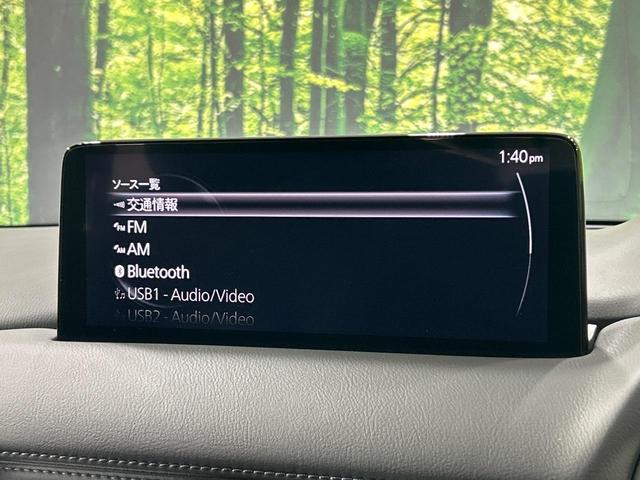 1:40pm
ソース一覧
交通情報
FM
AM
Bluetooth
USB1 - Audio/Video
USB2 - Audio/Video